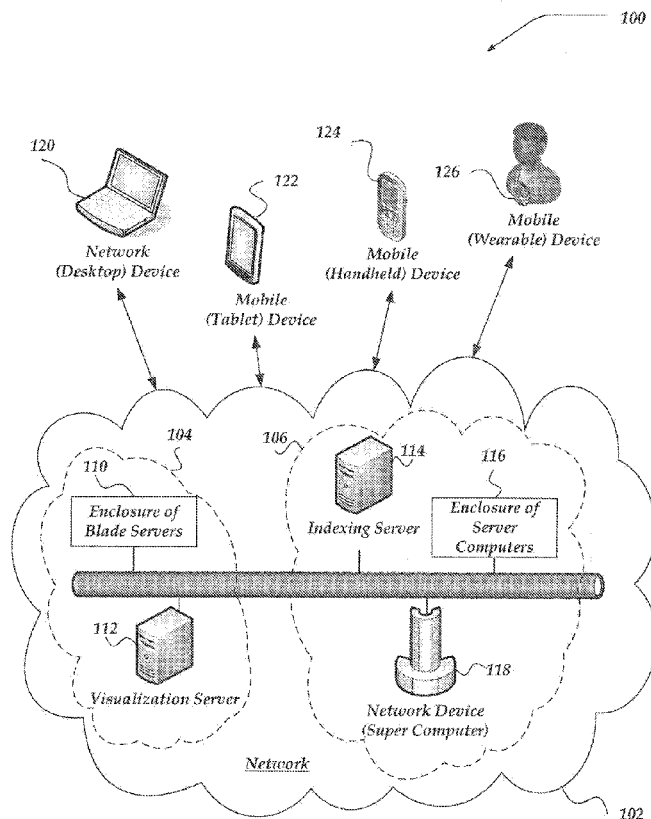 100
120
Network
(Desktop) Device
122
Mobile
(Tablet) Device
124
Mobile
(Handheld) Device
126
Mobile
(Wearable) Device
104
110
Enclosure of
Blade Servers
112
Visualization Server
106
114
Indexing Server
116
Enclosure of
Server
Computers
118
Network Device
(Super Computer)
Network
102